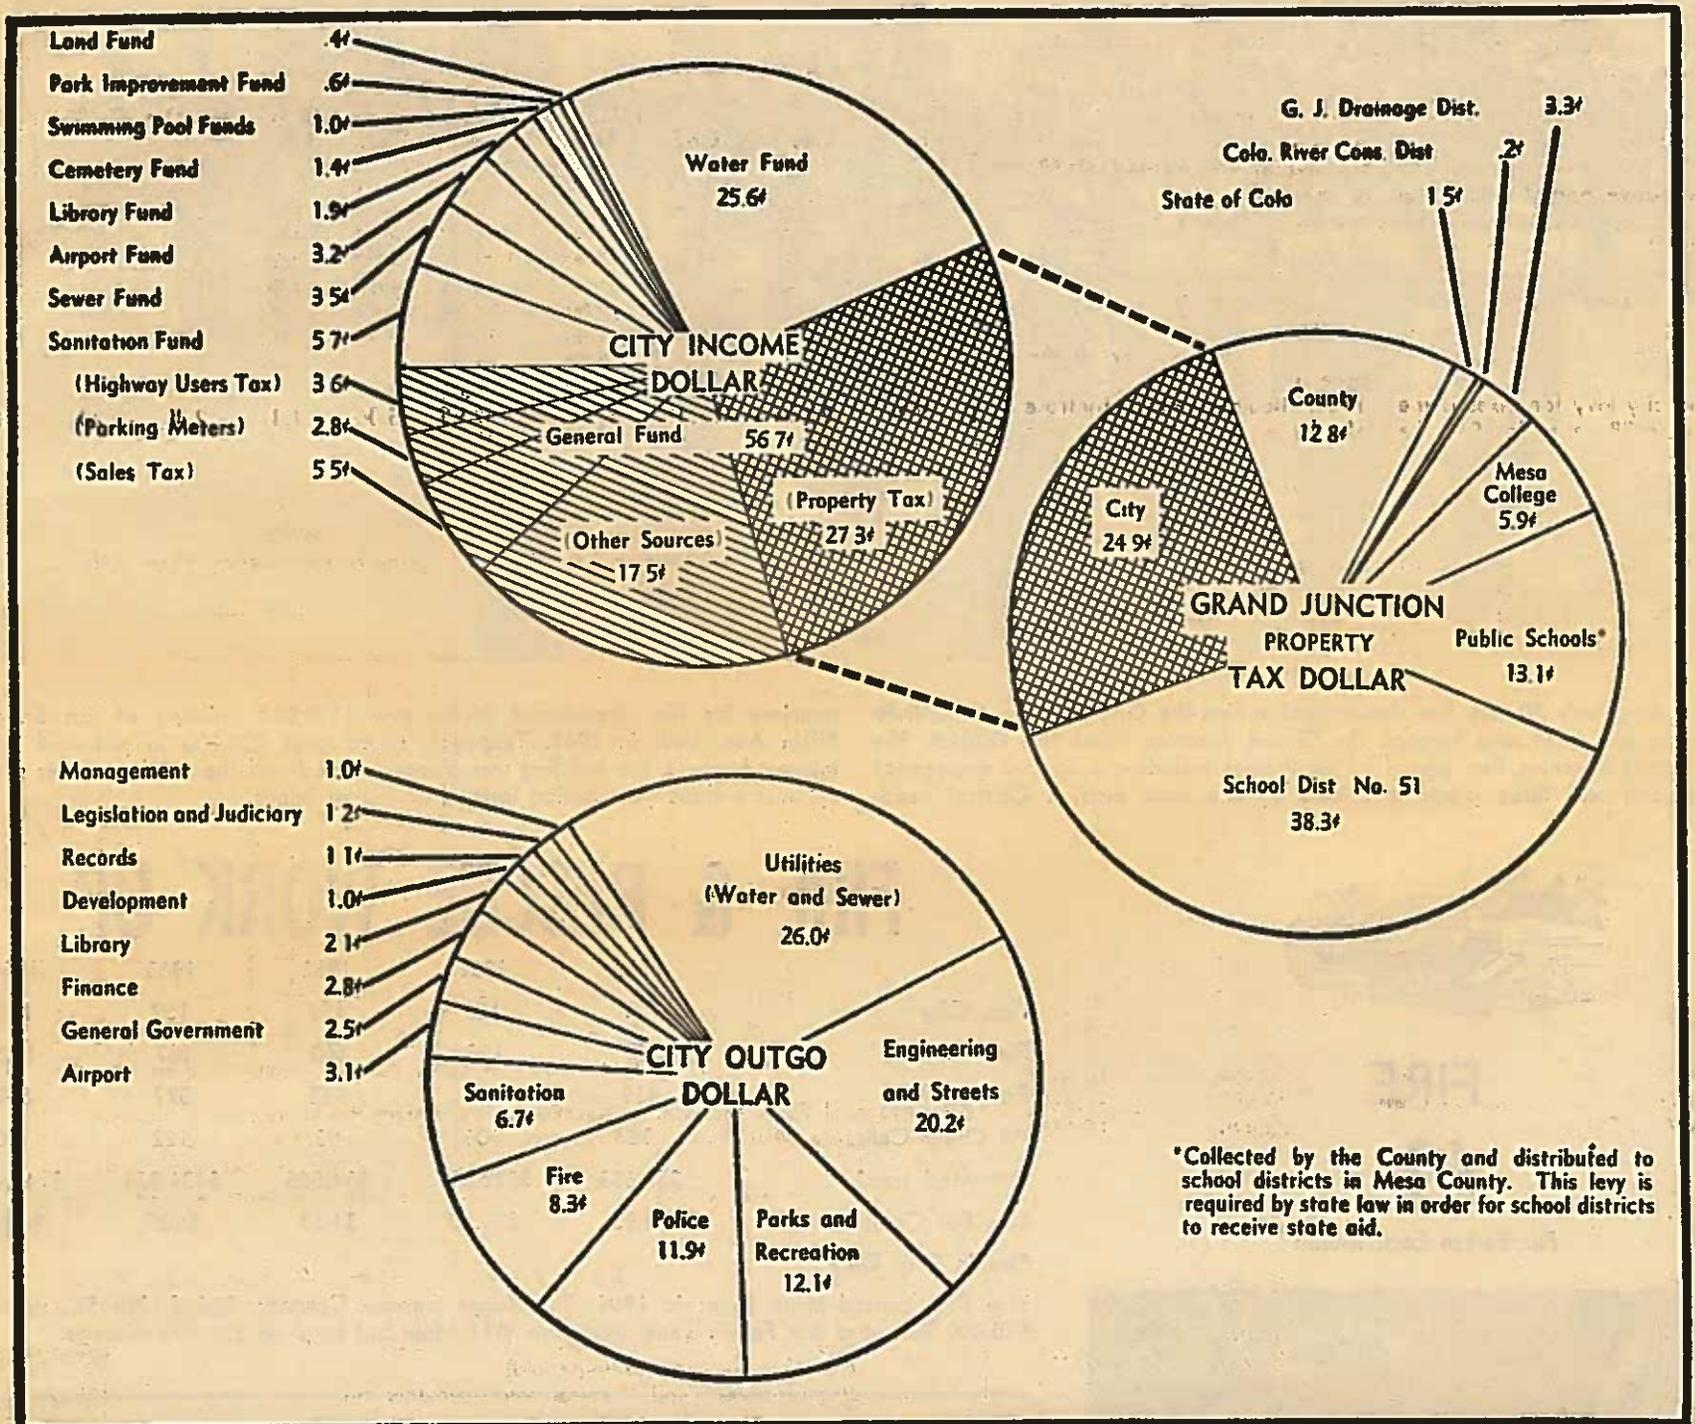 Land Fund .4¢
Park Improvement Fund .6¢
Swimming Pool Funds 1.0¢
Cemetery Fund 1.4¢
Library Fund 1.9¢
Airport Fund 3.2¢
Sewer Fund 3 5¢
Sanitation Fund 5 7¢
(Highway Users Tax) 3 6¢
(Parking Meters) 2.8¢
(Sales Tax) 5 5¢
Water Fund
25.6¢
CITY INCOME
DOLLAR
General Fund 56 7¢
(Property Tax)
27 3¢
(Other Sources)
17 5¢
G. J. Drainage Dist. 3.3¢
Colo. River Cons. Dist .2¢
State of Colo 1 5¢
County
12 8¢
Mesa
College
5.9¢
City
24 9¢
GRAND JUNCTION
PROPERTY
TAX DOLLAR
Public Schools*
13.1¢
School Dist No. 51
38.3¢
Management 1.0¢
Legislation and Judiciary 1 2¢
Records 1 1¢
Development 1.0¢
Library 2 1¢
Finance 2.8¢
General Government 2.5¢
Airport 3.1¢
Utilities
(Water and Sewer)
26.0¢
CITY OUTGO
DOLLAR
Engineering
and Streets
20.2¢
Sanitation
6.7¢
Fire
8.3¢
Police
11.9¢
Parks and
Recreation
12.1¢
*Collected by the County and distributed to
school districts in Mesa County. This levy is
required by state law in order for school districts
to receive state aid.